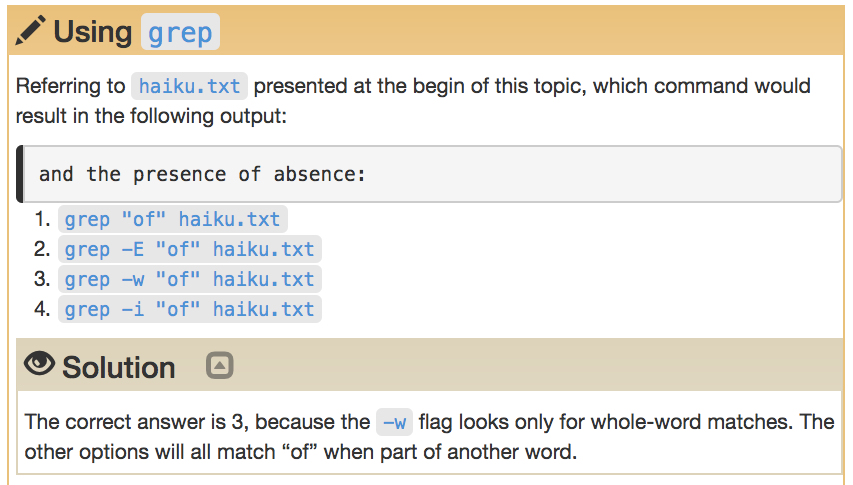 Using grep
Referring to haiku.txt presented at the begin of this topic, which command would
result in the following output:
and the presence of absence:
1. grep "of" haiku.txt
2. grep -E "of" haiku.txt
3. grep -w "of" haiku.txt
4. grep -i "of" haiku.txt
Solution
The correct answer is 3, because the -w flag looks only for whole-word matches. The
other options will all match “of” when part of another word.